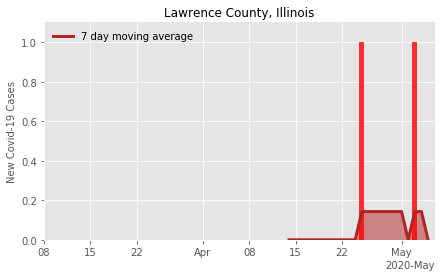 Lawrence County, Illinois
7 day moving average
New Covid-19 Cases
1.0
0.8
0.6
0.4
0.2
0.0
08 15 22 Apr 08 15 22 May
2020-May